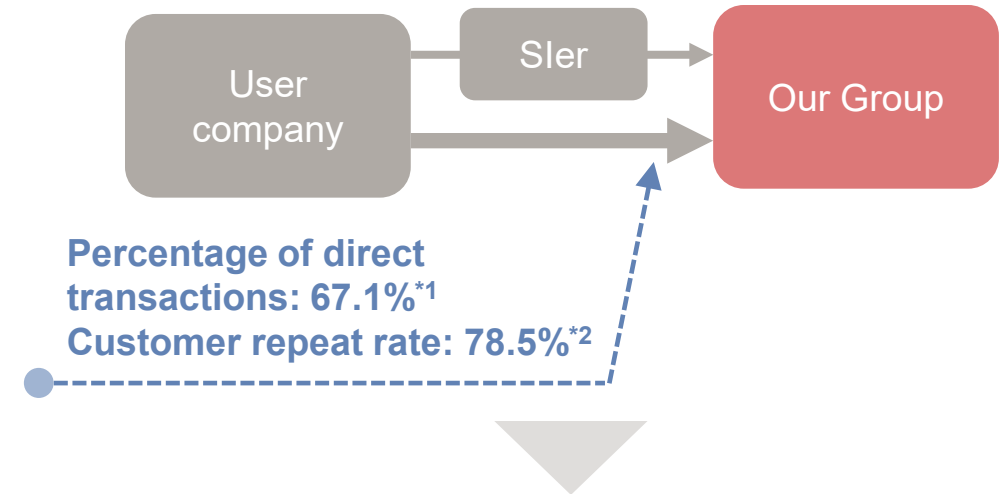 User
company
SIer
Our Group
Percentage of direct
transactions: 67.1%*1
Customer repeat rate: 78.5%*2